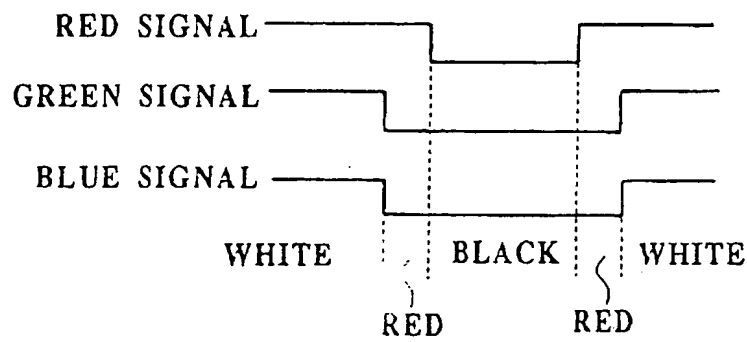 RED SIGNAL
GREEN SIGNAL
BLUE SIGNAL
WHITE BLACK WHITE
RED RED